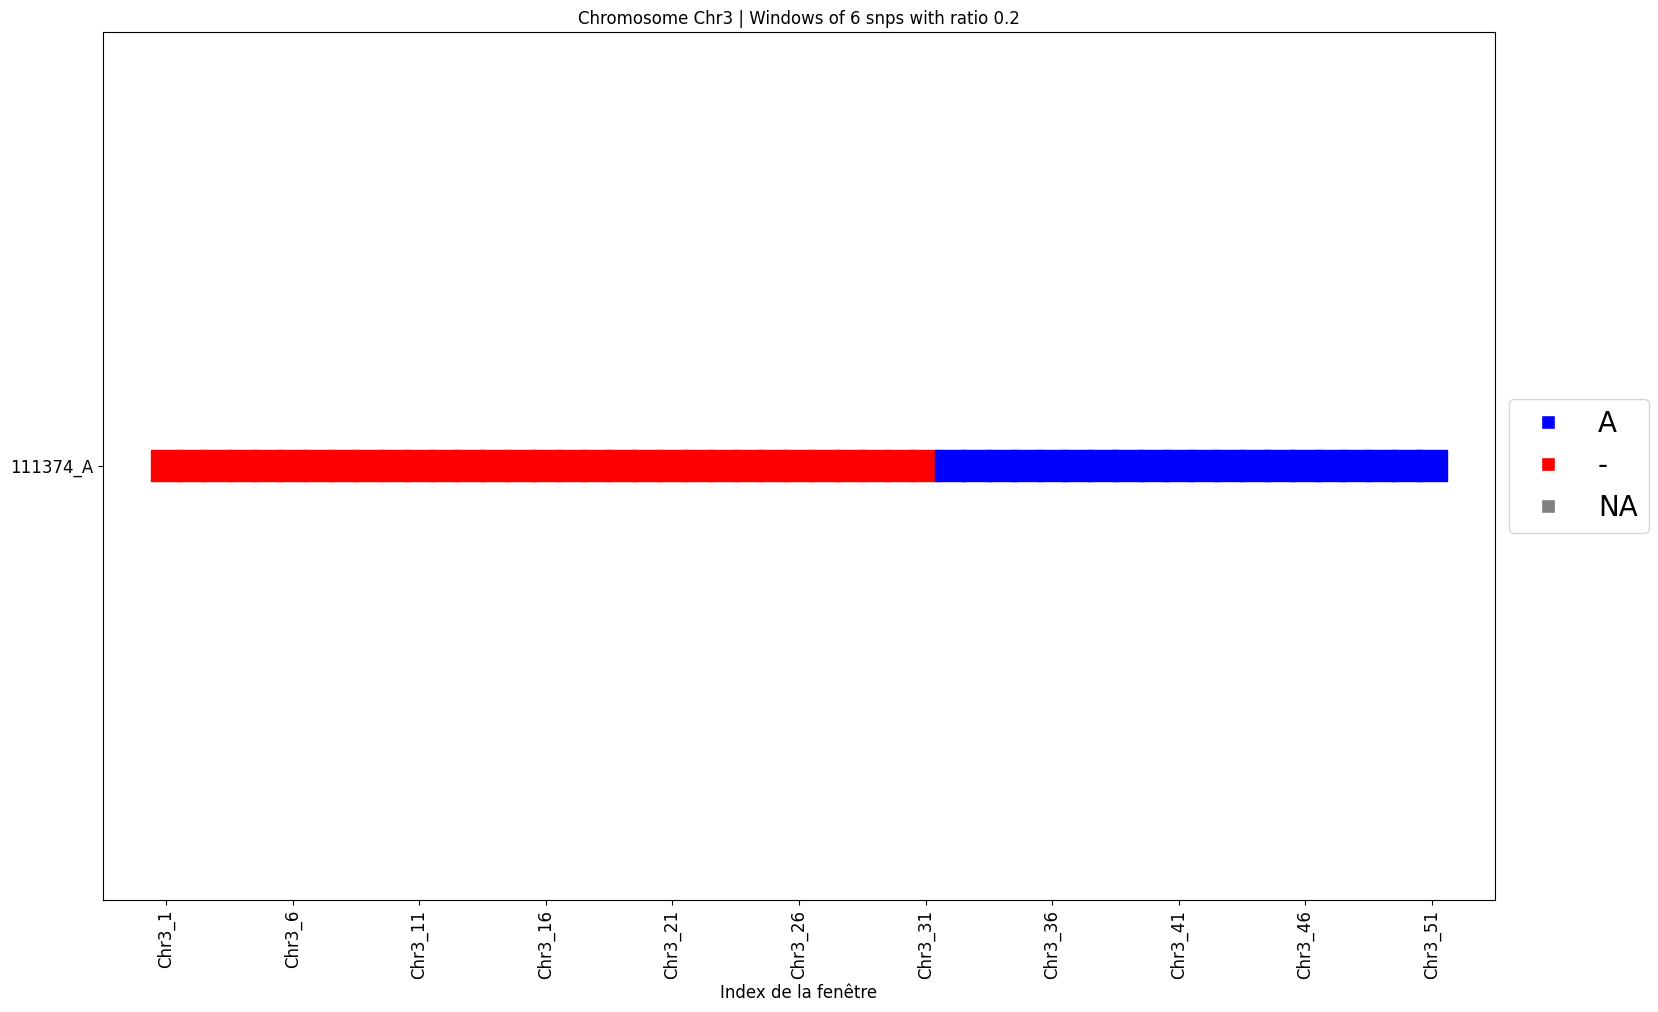 Chromosome Chr3 | Windows of 6 snps with ratio 0.2
111374_A
A
-
NA
Chr3_1
Chr3_6
Chr3_11
Chr3_16
Chr3_21
Chr3_26
Chr3_31
Chr3_36
Chr3_41
Chr3_46
Chr3_51
Index de la fenêtre